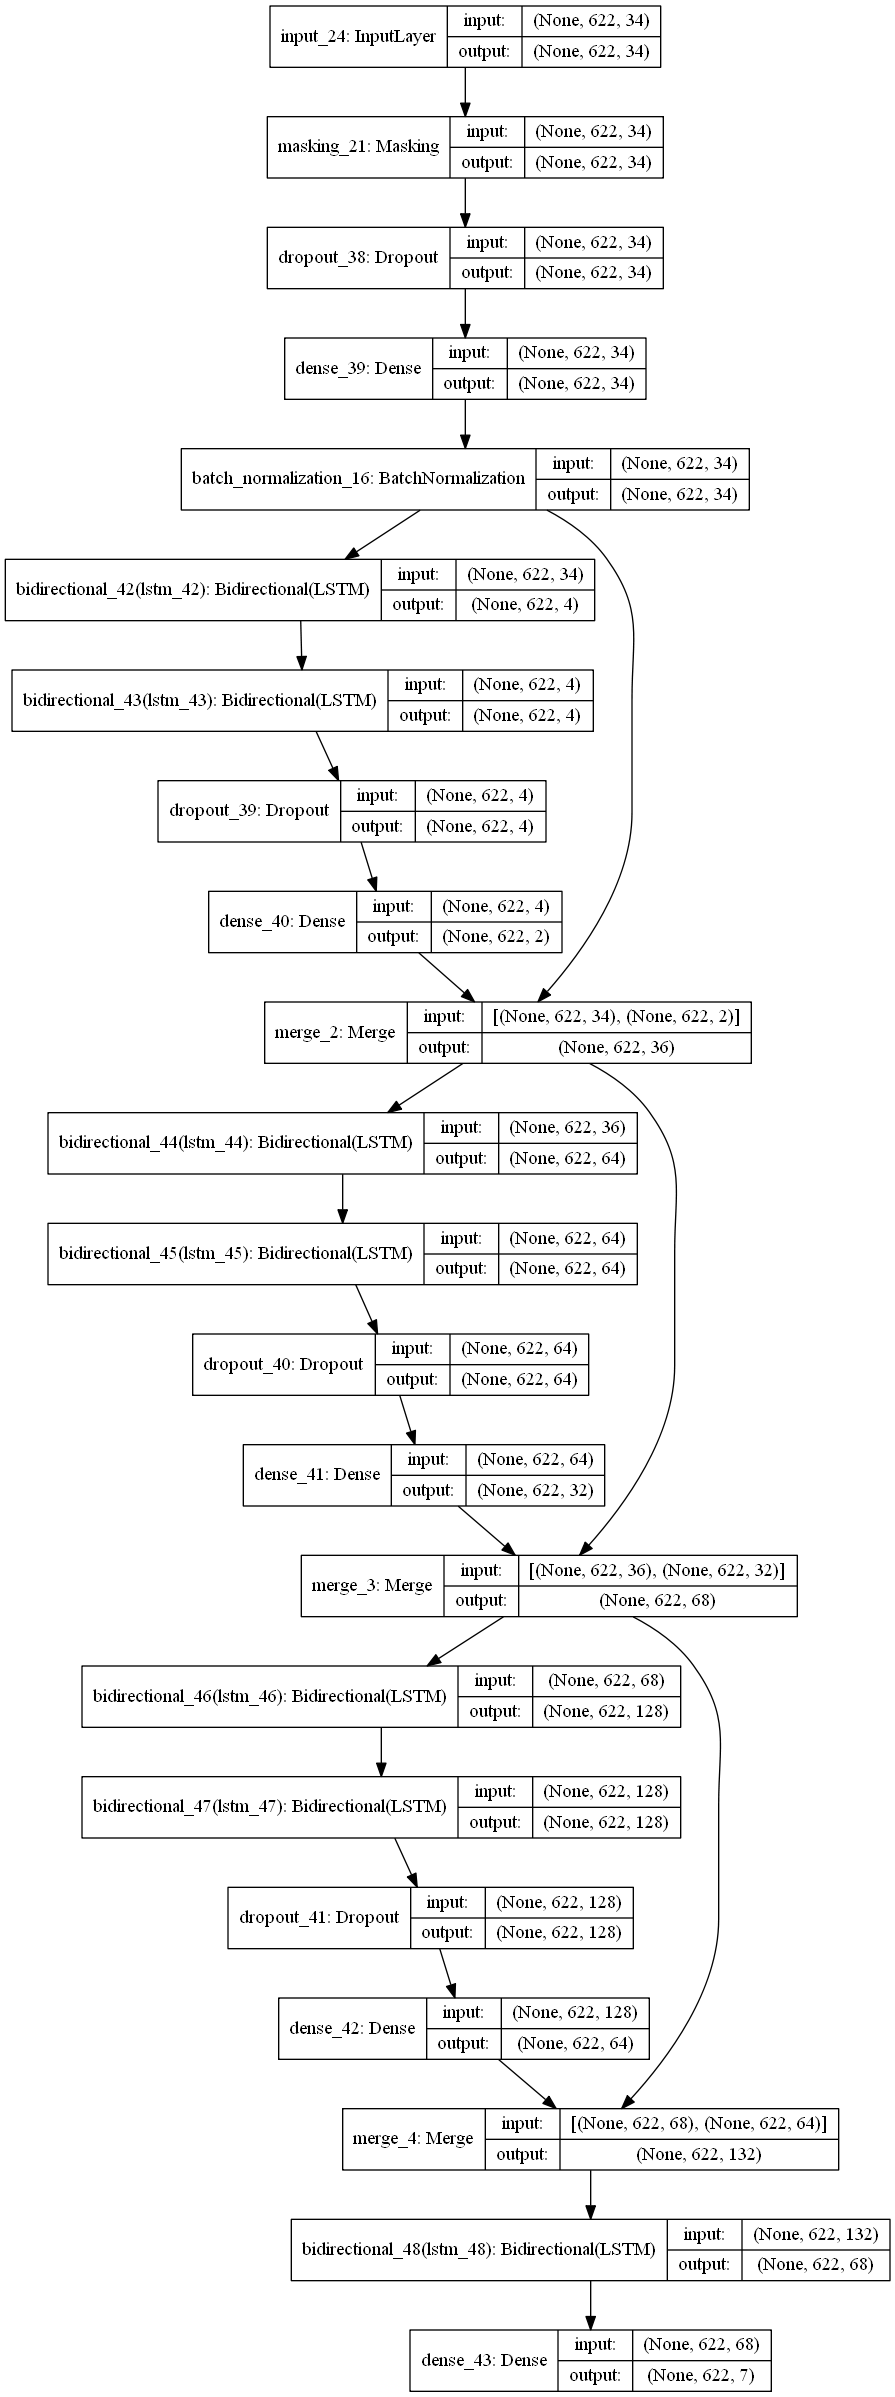 input_24: InputLayer
input: (None, 622, 34)
output: (None, 622, 34)
masking_21: Masking
input: (None, 622, 34)
output: (None, 622, 34)
dropout_38: Dropout
input: (None, 622, 34)
output: (None, 622, 34)
dense_39: Dense
input: (None, 622, 34)
output: (None, 622, 34)
batch_normalization_16: BatchNormalization
input: (None, 622, 34)
output: (None, 622, 34)
bidirectional_42(lstm_42): Bidirectional(LSTM)
input: (None, 622, 34)
output: (None, 622, 4)
bidirectional_43(lstm_43): Bidirectional(LSTM)
input: (None, 622, 4)
output: (None, 622, 4)
dropout_39: Dropout
input: (None, 622, 4)
output: (None, 622, 4)
dense_40: Dense
input: (None, 622, 4)
output: (None, 622, 2)
merge_2: Merge
input: [(None, 622, 34), (None, 622, 2)]
output: (None, 622, 36)
bidirectional_44(lstm_44): Bidirectional(LSTM)
input: (None, 622, 36)
output: (None, 622, 64)
bidirectional_45(lstm_45): Bidirectional(LSTM)
input: (None, 622, 64)
output: (None, 622, 64)
dropout_40: Dropout
input: (None, 622, 64)
output: (None, 622, 64)
dense_41: Dense
input: (None, 622, 64)
output: (None, 622, 32)
merge_3: Merge
input: [(None, 622, 36), (None, 622, 32)]
output: (None, 622, 68)
bidirectional_46(lstm_46): Bidirectional(LSTM)
input: (None, 622, 68)
output: (None, 622, 128)
bidirectional_47(lstm_47): Bidirectional(LSTM)
input: (None, 622, 128)
output: (None, 622, 128)
dropout_41: Dropout
input: (None, 622, 128)
output: (None, 622, 128)
dense_42: Dense
input: (None, 622, 128)
output: (None, 622, 64)
merge_4: Merge
input: [(None, 622, 68), (None, 622, 64)]
output: (None, 622, 132)
bidirectional_48(lstm_48): Bidirectional(LSTM)
input: (None, 622, 132)
output: (None, 622, 68)
dense_43: Dense
input: (None, 622, 68)
output: (None, 622, 7)